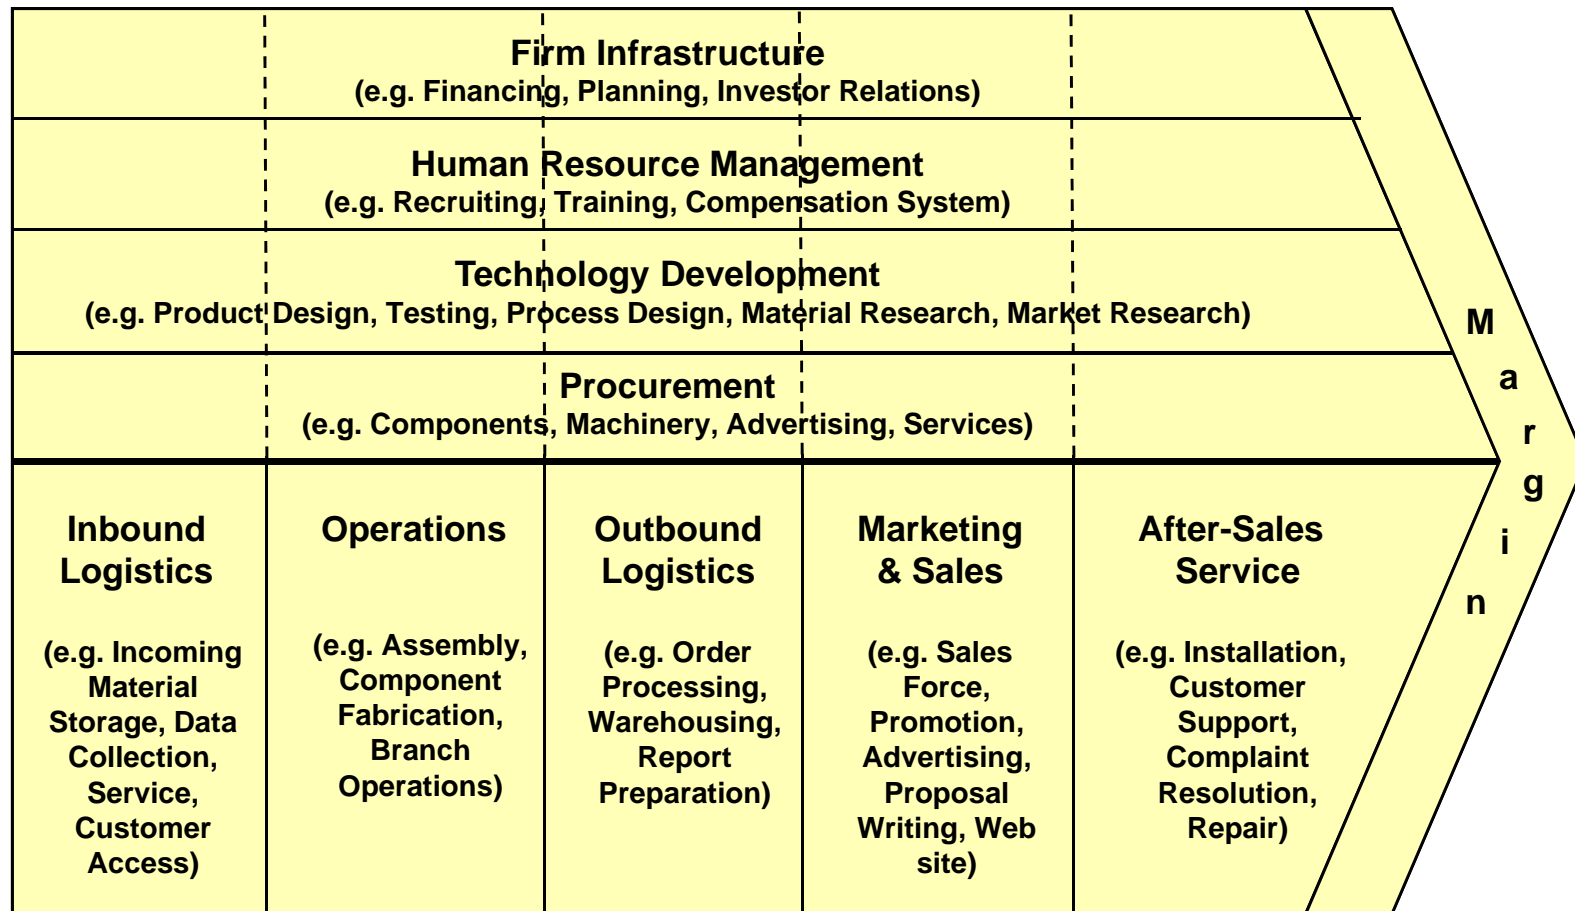 Firm Infrastructure
(e.g. Financing, Planning, Investor Relations)
Human Resource Management
(e.g. Recruiting, Training, Compensation System)
Technology Development
(e.g. Product Design, Testing, Process Design, Material Research, Market Research)
Procurement
(e.g. Components, Machinery, Advertising, Services)
Inbound
Logistics
(e.g. Incoming
Material
Storage, Data
Collection,
Service,
Customer
Access)
Operations
(e.g. Assembly,
Component
Fabrication,
Branch
Operations)
Outbound
Logistics
(e.g. Order
Processing,
Warehousing,
Report
Preparation)
Marketing
& Sales
(e.g. Sales
Force,
Promotion,
Advertising,
Proposal
Writing, Web
site)
After-Sales
Service
(e.g. Installation,
Customer
Support,
Complaint
Resolution,
Repair)
Margin